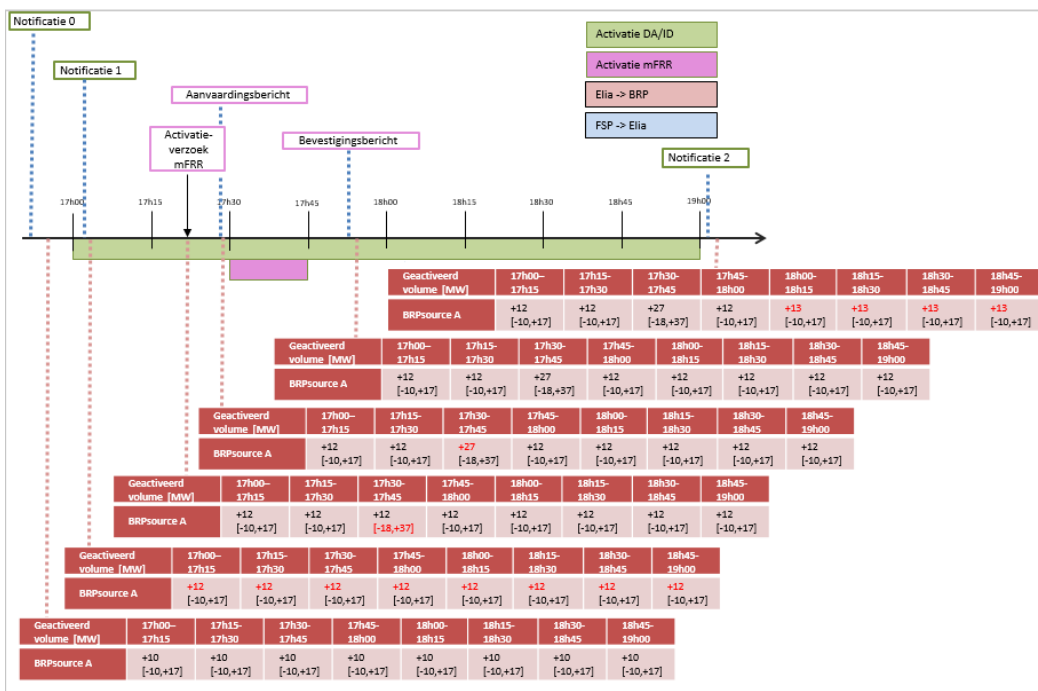 Notificatie 0
Activatie DA/ID
Notificatie 1
Activatie mFRR
Aanvaardingsbericht
Elia -> BRP
Activatie-
verzoek
mFRR
Bevestigingsbericht
FSP -> Elia
Notificatie 2
17h00 17h15 17h30 17h45 18h00 18h15 18h30 18h45 19h00
Geactiveerd 17h00– 17h15- 17h30- 17h45- 18h00- 18h15- 18h30- 18h45-
volume [MW] 17h15 17h30 17h45 18h00 18h15 18h30 18h45 19h00
BRPsource A +12 +12 +27 +12 +13 +13 +13 +13
[-10,+17] [-10,+17] [-18,+37] [-10,+17] [-10,+17] [-10,+17] [-10,+17] [-10,+17]
Geactiveerd 17h00– 17h15- 17h30- 17h45- 18h00- 18h15- 18h30- 18h45-
volume [MW] 17h15 17h30 17h45 18h00 18h15 18h30 18h45 19h00
BRPsource A +12 +12 +27 +12 +12 +12 +12 +12
[-10,+17] [-10,+17] [-18,+37] [-10,+17] [-10,+17] [-10,+17] [-10,+17] [-10,+17]
Geactiveerd 17h00– 17h15- 17h30- 17h45- 18h00- 18h15- 18h30- 18h45-
volume [MW] 17h15 17h30 17h45 18h00 18h15 18h30 18h45 19h00
BRPsource A +12 +12 +27 +12 +12 +12 +12 +12
[-10,+17] [-10,+17] [-18,+37] [-10,+17] [-10,+17] [-10,+17] [-10,+17] [-10,+17]
Geactiveerd 17h00– 17h15- 17h30- 17h45- 18h00- 18h15- 18h30- 18h45-
volume [MW] 17h15 17h30 17h45 18h00 18h15 18h30 18h45 19h00
BRPsource A +12 +12 +12 +12 +12 +12 +12 +12
[-10,+17] [-10,+17] [-18,+37] [-10,+17] [-10,+17] [-10,+17] [-10,+17] [-10,+17]
Geactiveerd 17h00– 17h15- 17h30- 17h45- 18h00- 18h15- 18h30- 18h45-
volume [MW] 17h15 17h30 17h45 18h00 18h15 18h30 18h45 19h00
BRPsource A +12 +12 +12 +12 +12 +12 +12 +12
[-10,+17] [-10,+17] [-10,+17] [-10,+17] [-10,+17] [-10,+17] [-10,+17] [-10,+17]
Geactiveerd 17h00– 17h15- 17h30- 17h45- 18h00- 18h15- 18h30- 18h45-
volume [MW] 17h15 17h30 17h45 18h00 18h15 18h30 18h45 19h00
BRPsource A +10 +10 +10 +10 +10 +10 +10 +10
[-10,+17] [-10,+17] [-10,+17] [-10,+17] [-10,+17] [-10,+17] [-10,+17] [-10,+17]